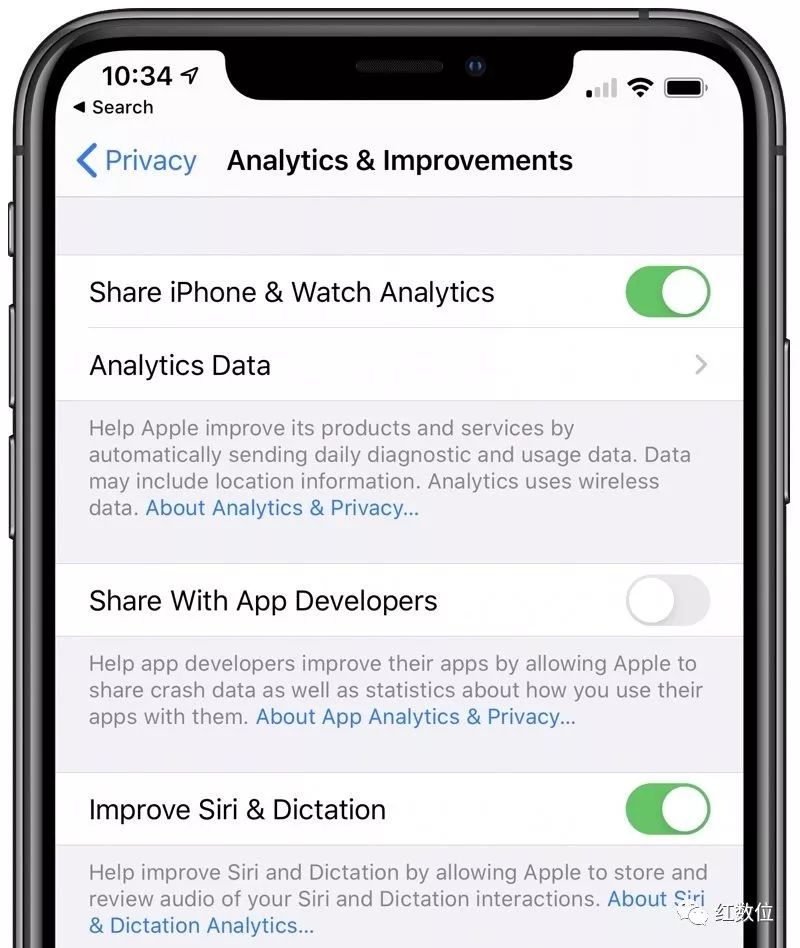 10:34
Search
Privacy Analytics & Improvements
Share iPhone & Watch Analytics
Analytics Data
Help Apple improve its products and services by
automatically sending daily diagnostic and usage data. Data
may include location information. Analytics uses wireless
data. About Analytics & Privacy...
Share With App Developers
Help app developers improve their apps by allowing Apple to
share crash data as well as statistics about how you use their
apps with them. About App Analytics & Privacy...
Improve Siri & Dictation
Help improve Siri and Dictation by allowing Apple to store and
review audio of your Siri and Dictation interactions. About Siri
& Dictation Analytics...
红数位